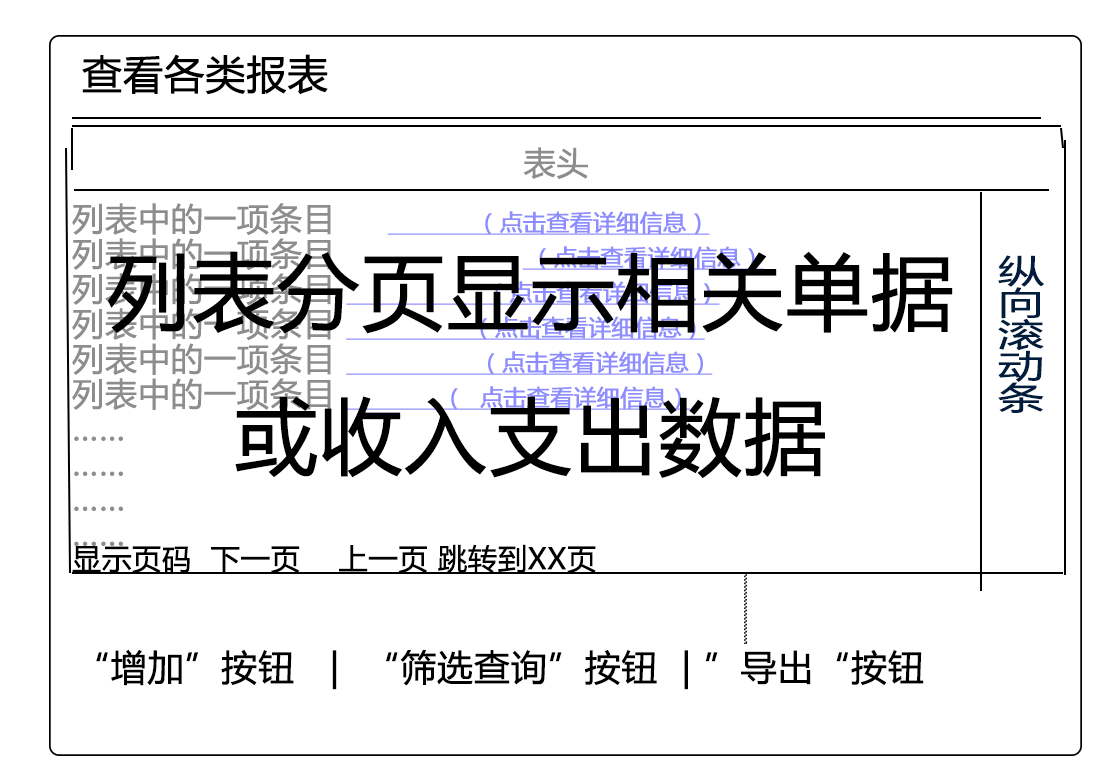 查看各类报表
表头
列表中的一项条目 （点击查看详细信息）
列表中的一项条目 （点击查看详细信息）
列表分页显示相关单据
列表中的一项条目 （点击查看详细信息）
列表中的一项条目 （点击查看详细信息）
列表中的一项条目 （点击查看详细信息）
列表中的一项条目 （ 点击查看详细信息）
或收入支出数据
……
……
……
……
纵向滚动条
显示页码 下一页 上一页 跳转到XX页
“增加”按钮 | “筛选查询”按钮 |”导出“按钮